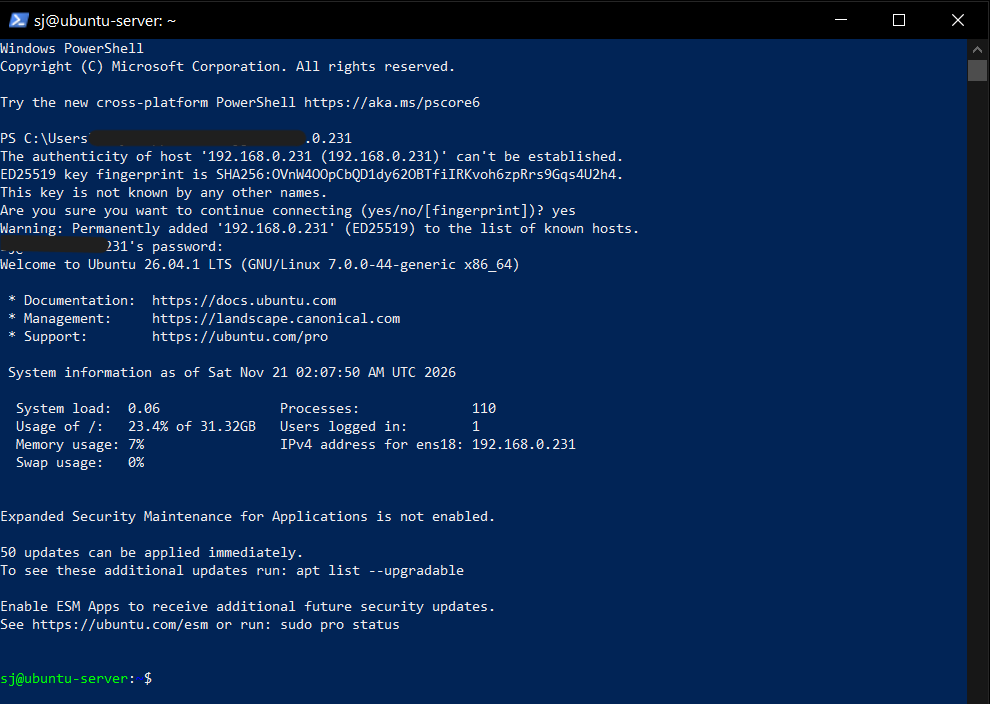 sj@ubuntu-server: ~
Windows PowerShell
Copyright (C) Microsoft Corporation. All rights reserved.
Try the new cross-platform PowerShell https://aka.ms/pscore6
PS C:\Users .0.231
The authenticity of host '192.168.0.231 (192.168.0.231)' can't be established.
ED25519 key fingerprint is SHA256:OVnW4OOpCbQD1dy62OBTfiIRKvoh6zpRrs9Gqs4U2h4.
This key is not known by any other names.
Are you sure you want to continue connecting (yes/no/[fingerprint])? yes
Warning: Permanently added '192.168.0.231' (ED25519) to the list of known hosts.
231's password:
Welcome to Ubuntu 26.04.1 LTS (GNU/Linux 7.0.0-44-generic x86_64)
* Documentation: https://docs.ubuntu.com
* Management: https://landscape.canonical.com
* Support: https://ubuntu.com/pro
System information as of Sat Nov 21 02:07:50 AM UTC 2026
System load: 0.06 Processes: 110
Usage of /: 23.4% of 31.32GB Users logged in: 1
Memory usage: 7% IPv4 address for ens18: 192.168.0.231
Swap usage: 0%
Expanded Security Maintenance for Applications is not enabled.
50 updates can be applied immediately.
To see these additional updates run: apt list --upgradable
Enable ESM Apps to receive additional future security updates.
See https://ubuntu.com/esm or run: sudo pro status
sj@ubuntu-server: $